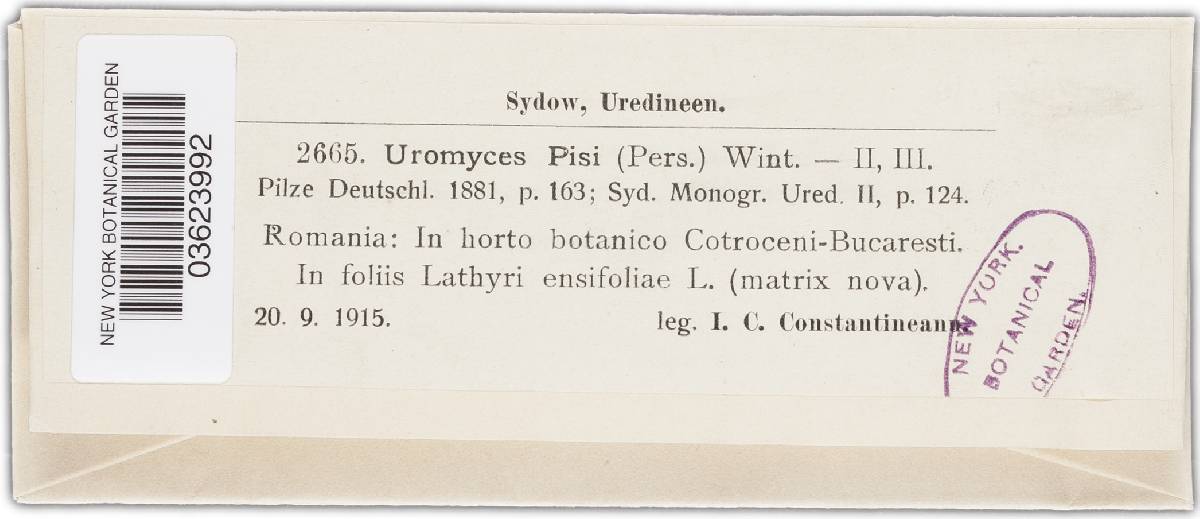 NEW YORK BOTANICAL GARDEN
03623992
Sydow, Uredineen.
2665. Uromyces Pisi (Pers.) Wint. — II, III.
Pilze Deutschl. 1881, p. 163; Syd. Monogr. Ured. II, p. 124.
Romania: In horto botanico Cotroceni-Bucaresti.
In foliis Lathyri ensifoliae L. (matrix nova).
20. 9. 1915. leg. I. C. Constantineanu.
NEW YORK.
BOTANICAL
GARDEN.